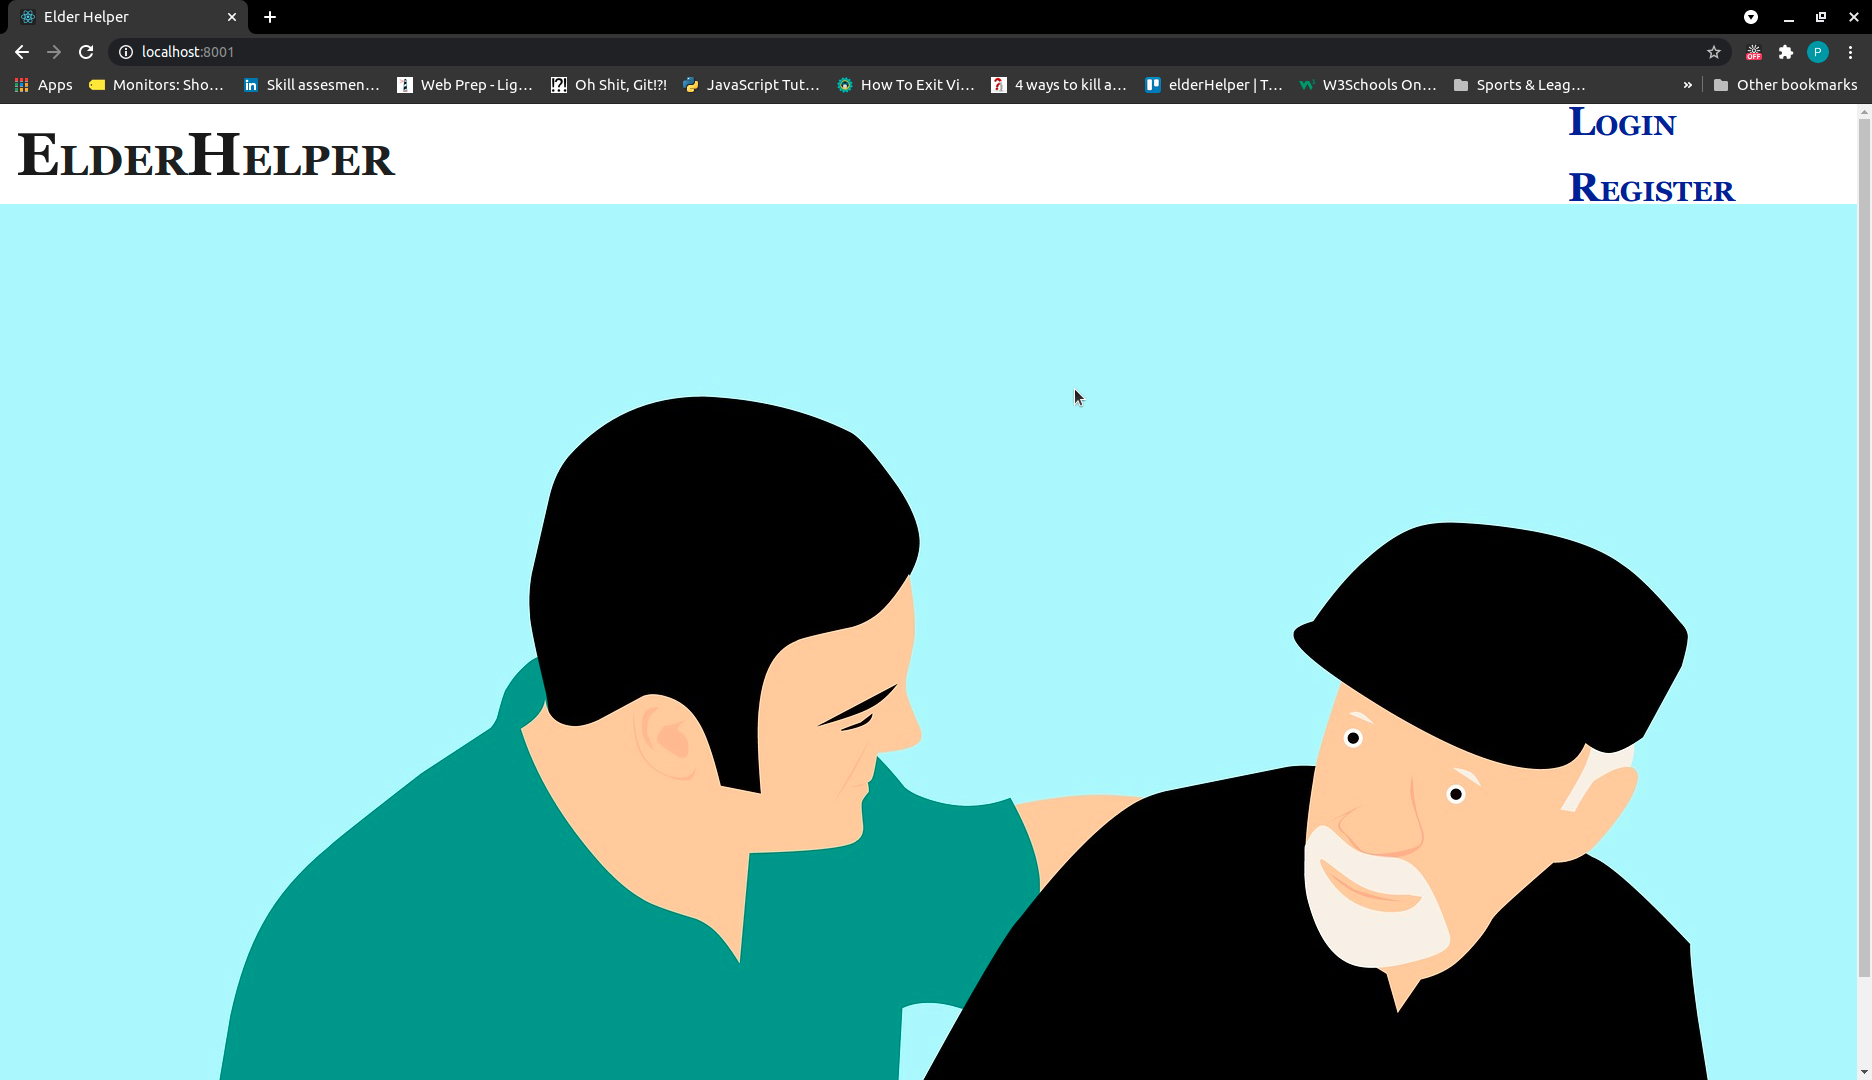 Elder Helper
localhost:8001
Apps Monitors: Sho... Skill assesmen... Web Prep - Lig... Oh Shit, Git!?! JavaScript Tut... How To Exit Vi... 4 ways to kill a... elderHelper | T... W3Schools On... Sports & Leag... » Other bookmarks
OFF
P
ElderHelper
Login
Register